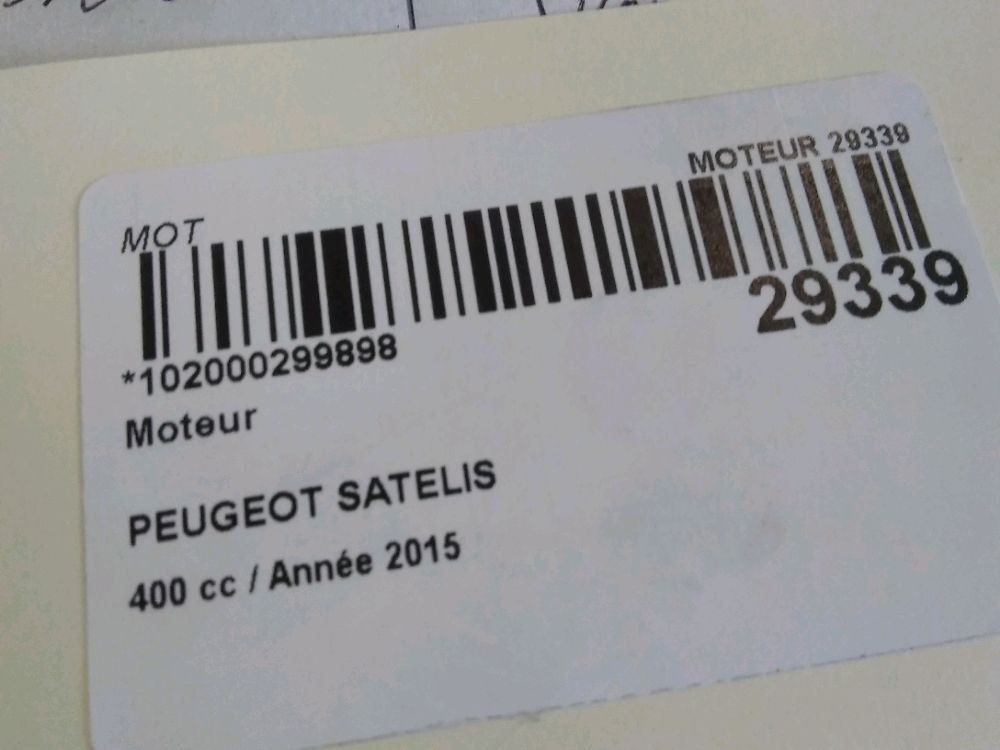 MOTEUR 29339
MOT
29339
*102000299898
Moteur
PEUGEOT SATELIS
400 cc / Année 2015